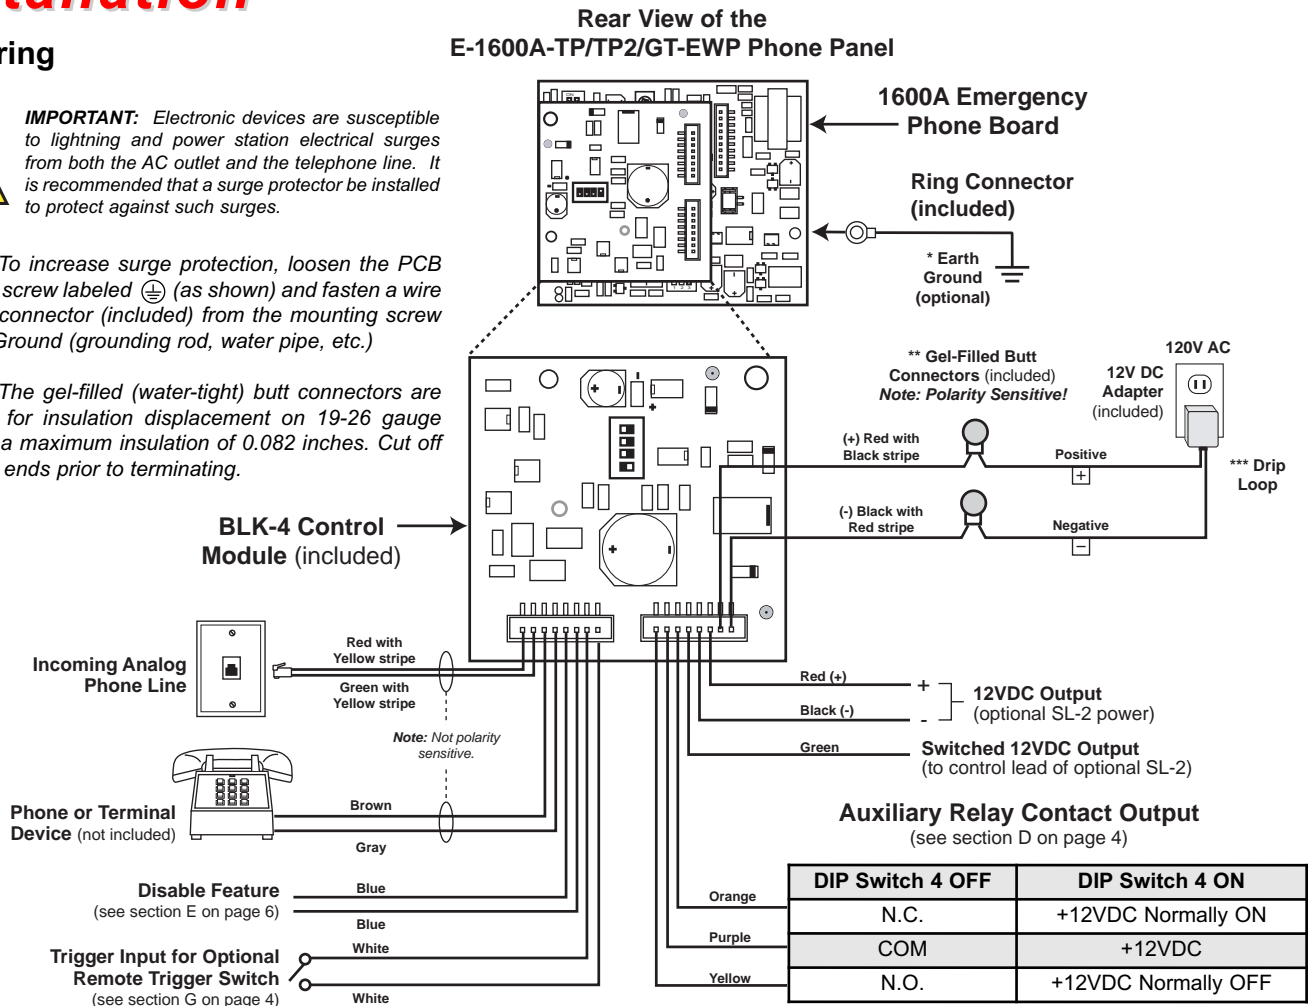 Rear View of the
E-1600A-TP/TP2/GT-EWP Phone Panel
ring
IMPORTANT: Electronic devices are susceptible
to lightning and power station electrical surges
from both the AC outlet and the telephone line. It
is recommended that a surge protector be installed
to protect against such surges.
To increase surge protection, loosen the PCB
screw labeled (as shown) and fasten a wire
connector (included) from the mounting screw
Ground (grounding rod, water pipe, etc.)
The gel-filled (water-tight) butt connectors are
for insulation displacement on 19-26 gauge
a maximum insulation of 0.082 inches. Cut off
ends prior to terminating.
1600A Emergency
Phone Board
Ring Connector
(included)
* Earth
Ground
(optional)
** Gel-Filled Butt
Connectors (included)
Note: Polarity Sensitive!
120V AC
12V DC
Adapter
(included)
(+) Red with
Black stripe
Positive
+
*** Drip
Loop
(-) Black with
Red stripe
Negative
−
BLK-4 Control
Module (included)
Incoming Analog
Phone Line
Red with
Yellow stripe
Green with
Yellow stripe
Note: Not polarity
sensitive.
Phone or Terminal
Device (not included)
Brown
Gray
Disable Feature
(see section E on page 6)
Blue
Blue
Trigger Input for Optional
Remote Trigger Switch
(see section G on page 4)
White
White
Red (+)
+
Black (-)
-
12VDC Output
(optional SL-2 power)
Green
Switched 12VDC Output
(to control lead of optional SL-2)
Auxiliary Relay Contact Output
(see section D on page 4)
DIP Switch 4 OFF DIP Switch 4 ON
Orange N.C. +12VDC Normally ON
Purple COM +12VDC
Yellow N.O. +12VDC Normally OFF